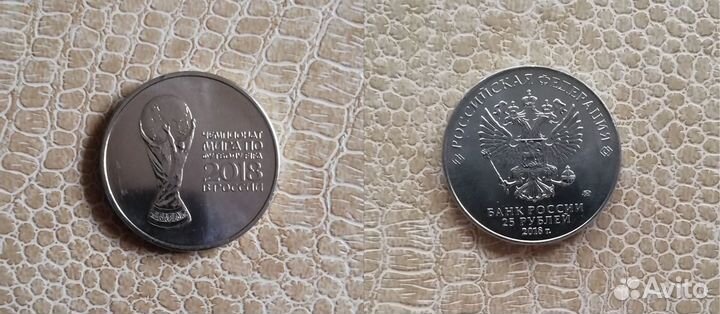 ЧЕМПИОНАТ
МИРА ПО
ФУТБОЛУ FIFA
2018
В РОССИИ
РОССИЙСКАЯ ФЕДЕРАЦИЯ
БАНК РОССИИ
25 РУБЛЕЙ
2018 г.
Avito